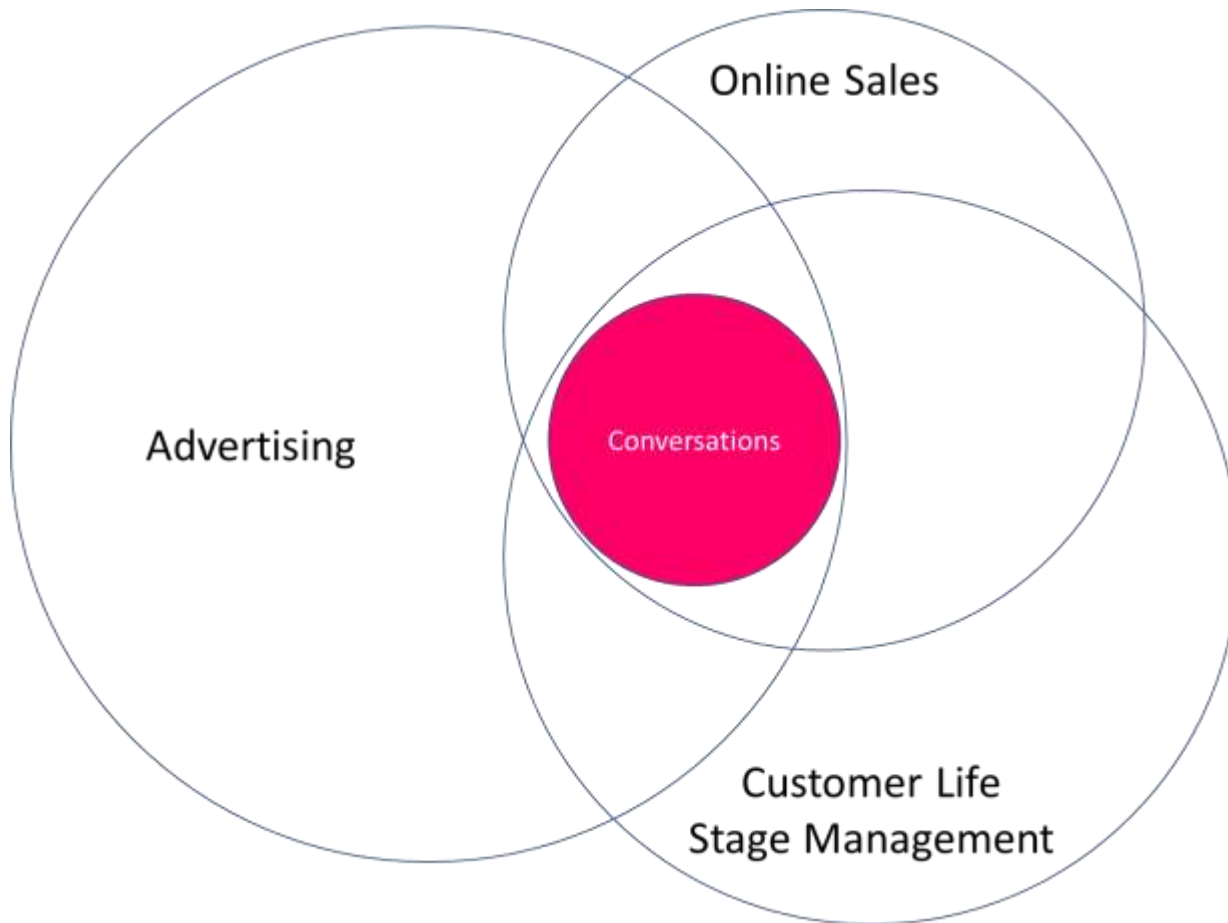 Online Sales
Advertising
Conversations
Customer Life
Stage Management